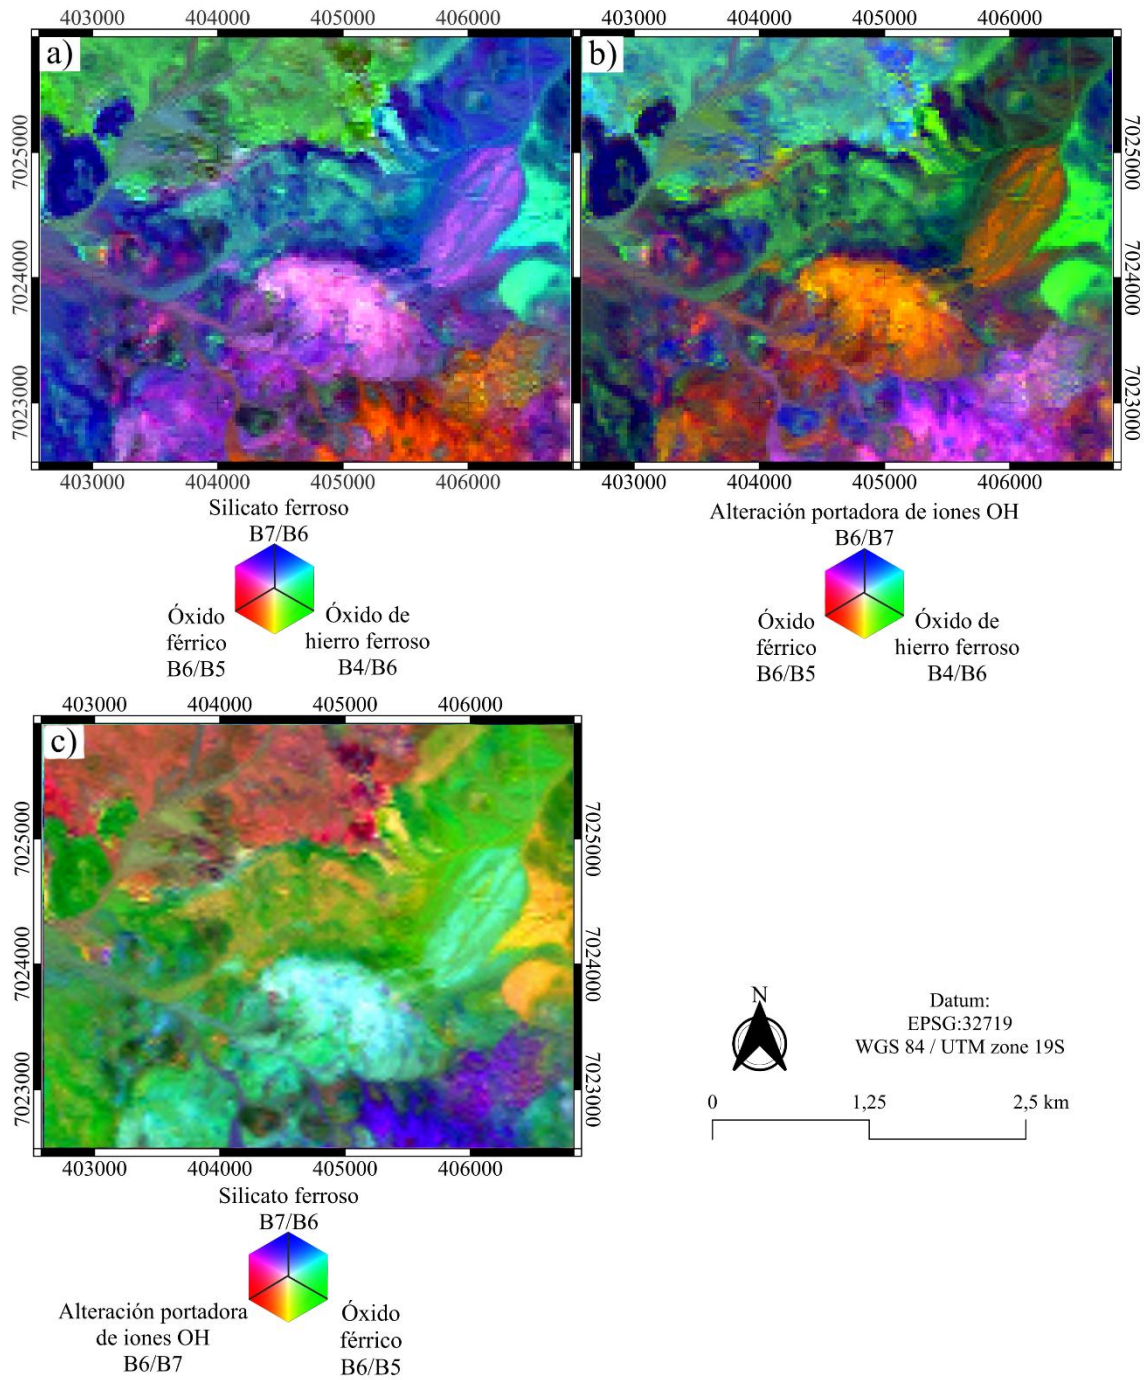 403000 404000 405000 406000
403000 404000 405000 406000
a)
b)
7025000
7024000
7023000
7025000
7024000
7023000
403000 404000 405000 406000
403000 404000 405000 406000
Silicato ferroso
B7/B6
Óxido
férrico
B6/B5
Óxido de
hierro ferroso
B4/B6
Alteración portadora de iones OH
B6/B7
Óxido
férrico
B6/B5
Óxido de
hierro ferroso
B4/B6
403000 404000 405000 406000
c)
7025000
7024000
7023000
7025000
7024000
7023000
403000 404000 405000 406000
Silicato ferroso
B7/B6
Alteración portadora
de iones OH
B6/B7
Óxido
férrico
B6/B5
N
Datum:
EPSG:32719
WGS 84 / UTM zone 19S
0 1,25 2,5 km